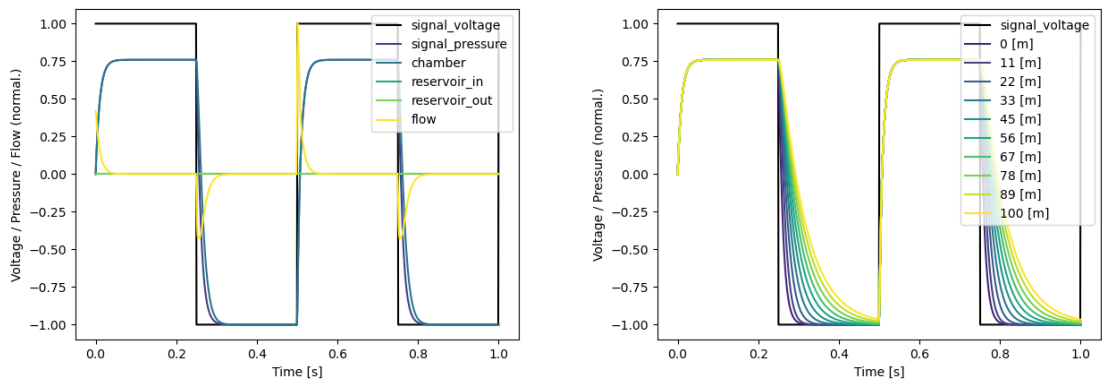 Voltage / Pressure / Flow (normal.)
1.00
0.75
0.50
0.25
0.00
−0.25
−0.50
−0.75
−1.00
signal_voltage
signal_pressure
chamber
reservoir_in
reservoir_out
flow
0.0 0.2 0.4 0.6 0.8 1.0
Time [s]
Voltage / Pressure (normal.)
1.00
0.75
0.50
0.25
0.00
−0.25
−0.50
−0.75
−1.00
signal_voltage
0 [m]
11 [m]
22 [m]
33 [m]
45 [m]
56 [m]
67 [m]
78 [m]
89 [m]
100 [m]
0.0 0.2 0.4 0.6 0.8 1.0
Time [s]